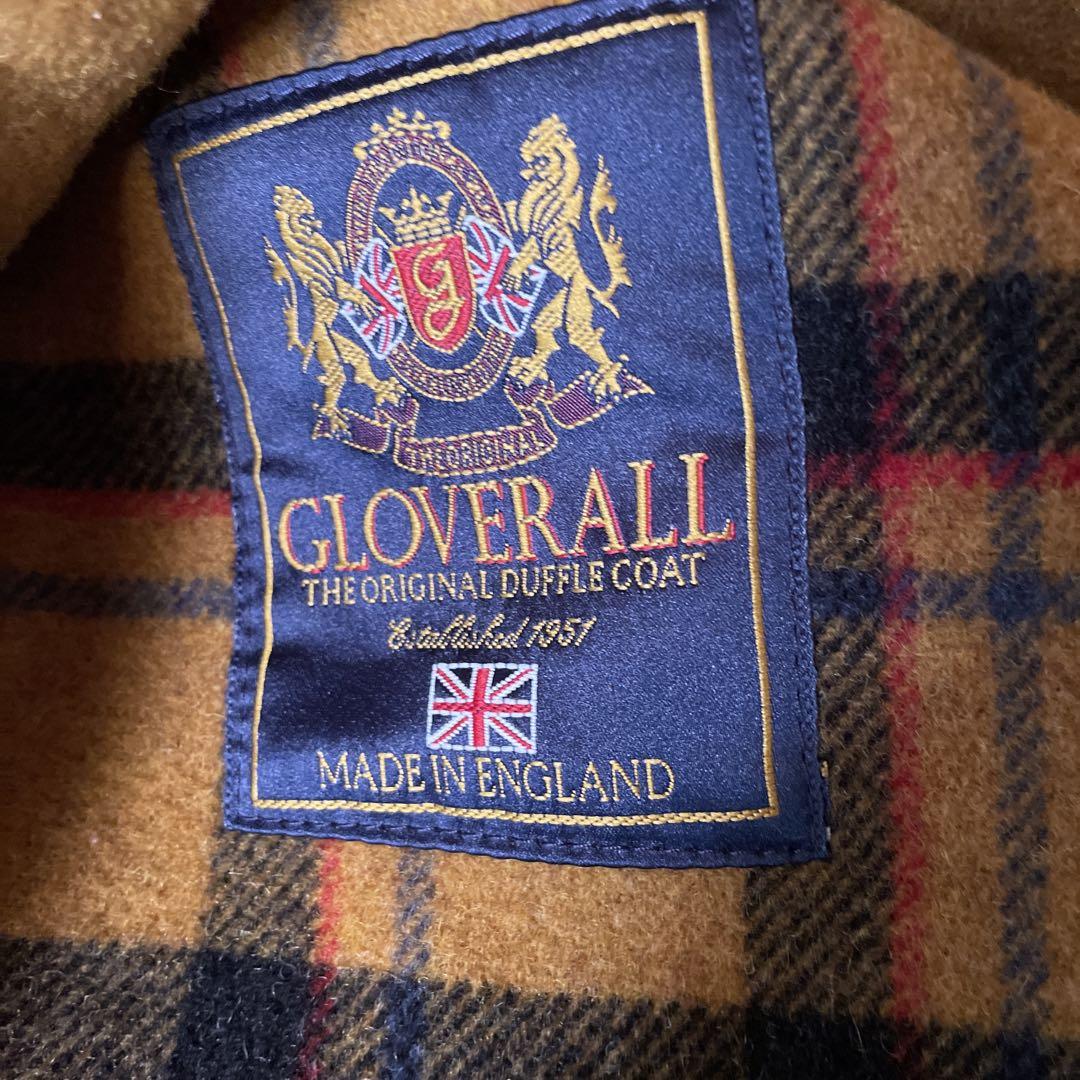 G
THE ORIGINAL
GLOVERALL
THE ORIGINAL DUFFLE COAT
Established 1951
MADE IN ENGLAND